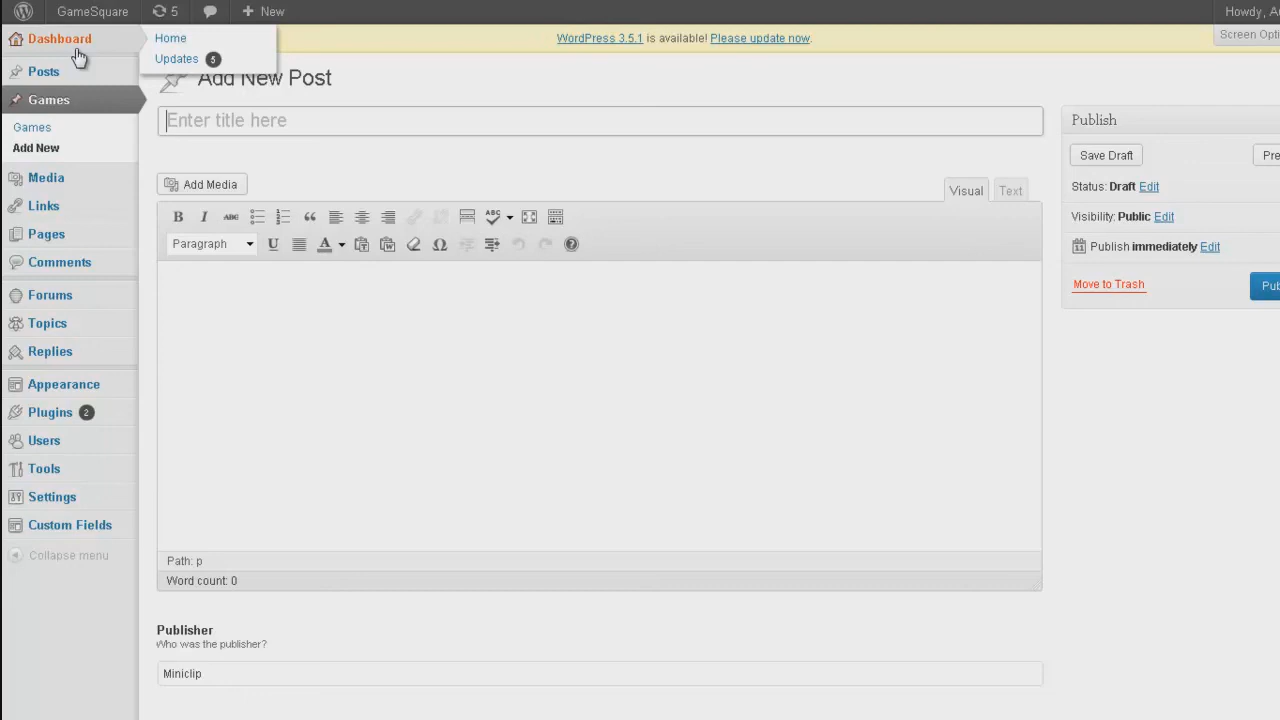 GameSquare 5 + New Howdy,
Dashboard
Home
Updates 5
WordPress 3.5.1 is available! Please update now.
Screen
Posts
Add New Post
Games
Games
Add New
Enter title here
Publish
Save Draft
Media
Add Media
Visual Text
Status: Draft Edit
Links
B I ABC ABC
Visibility: Public Edit
Pages
Paragraph U A
Publish immediately Edit
Comments
Move to Trash
Forums
Topics
Replies
Appearance
Plugins 2
Users
Tools
Settings
Custom Fields
Collapse menu
Path: p
Word count: 0
Publisher
Who was the publisher?
Miniclip